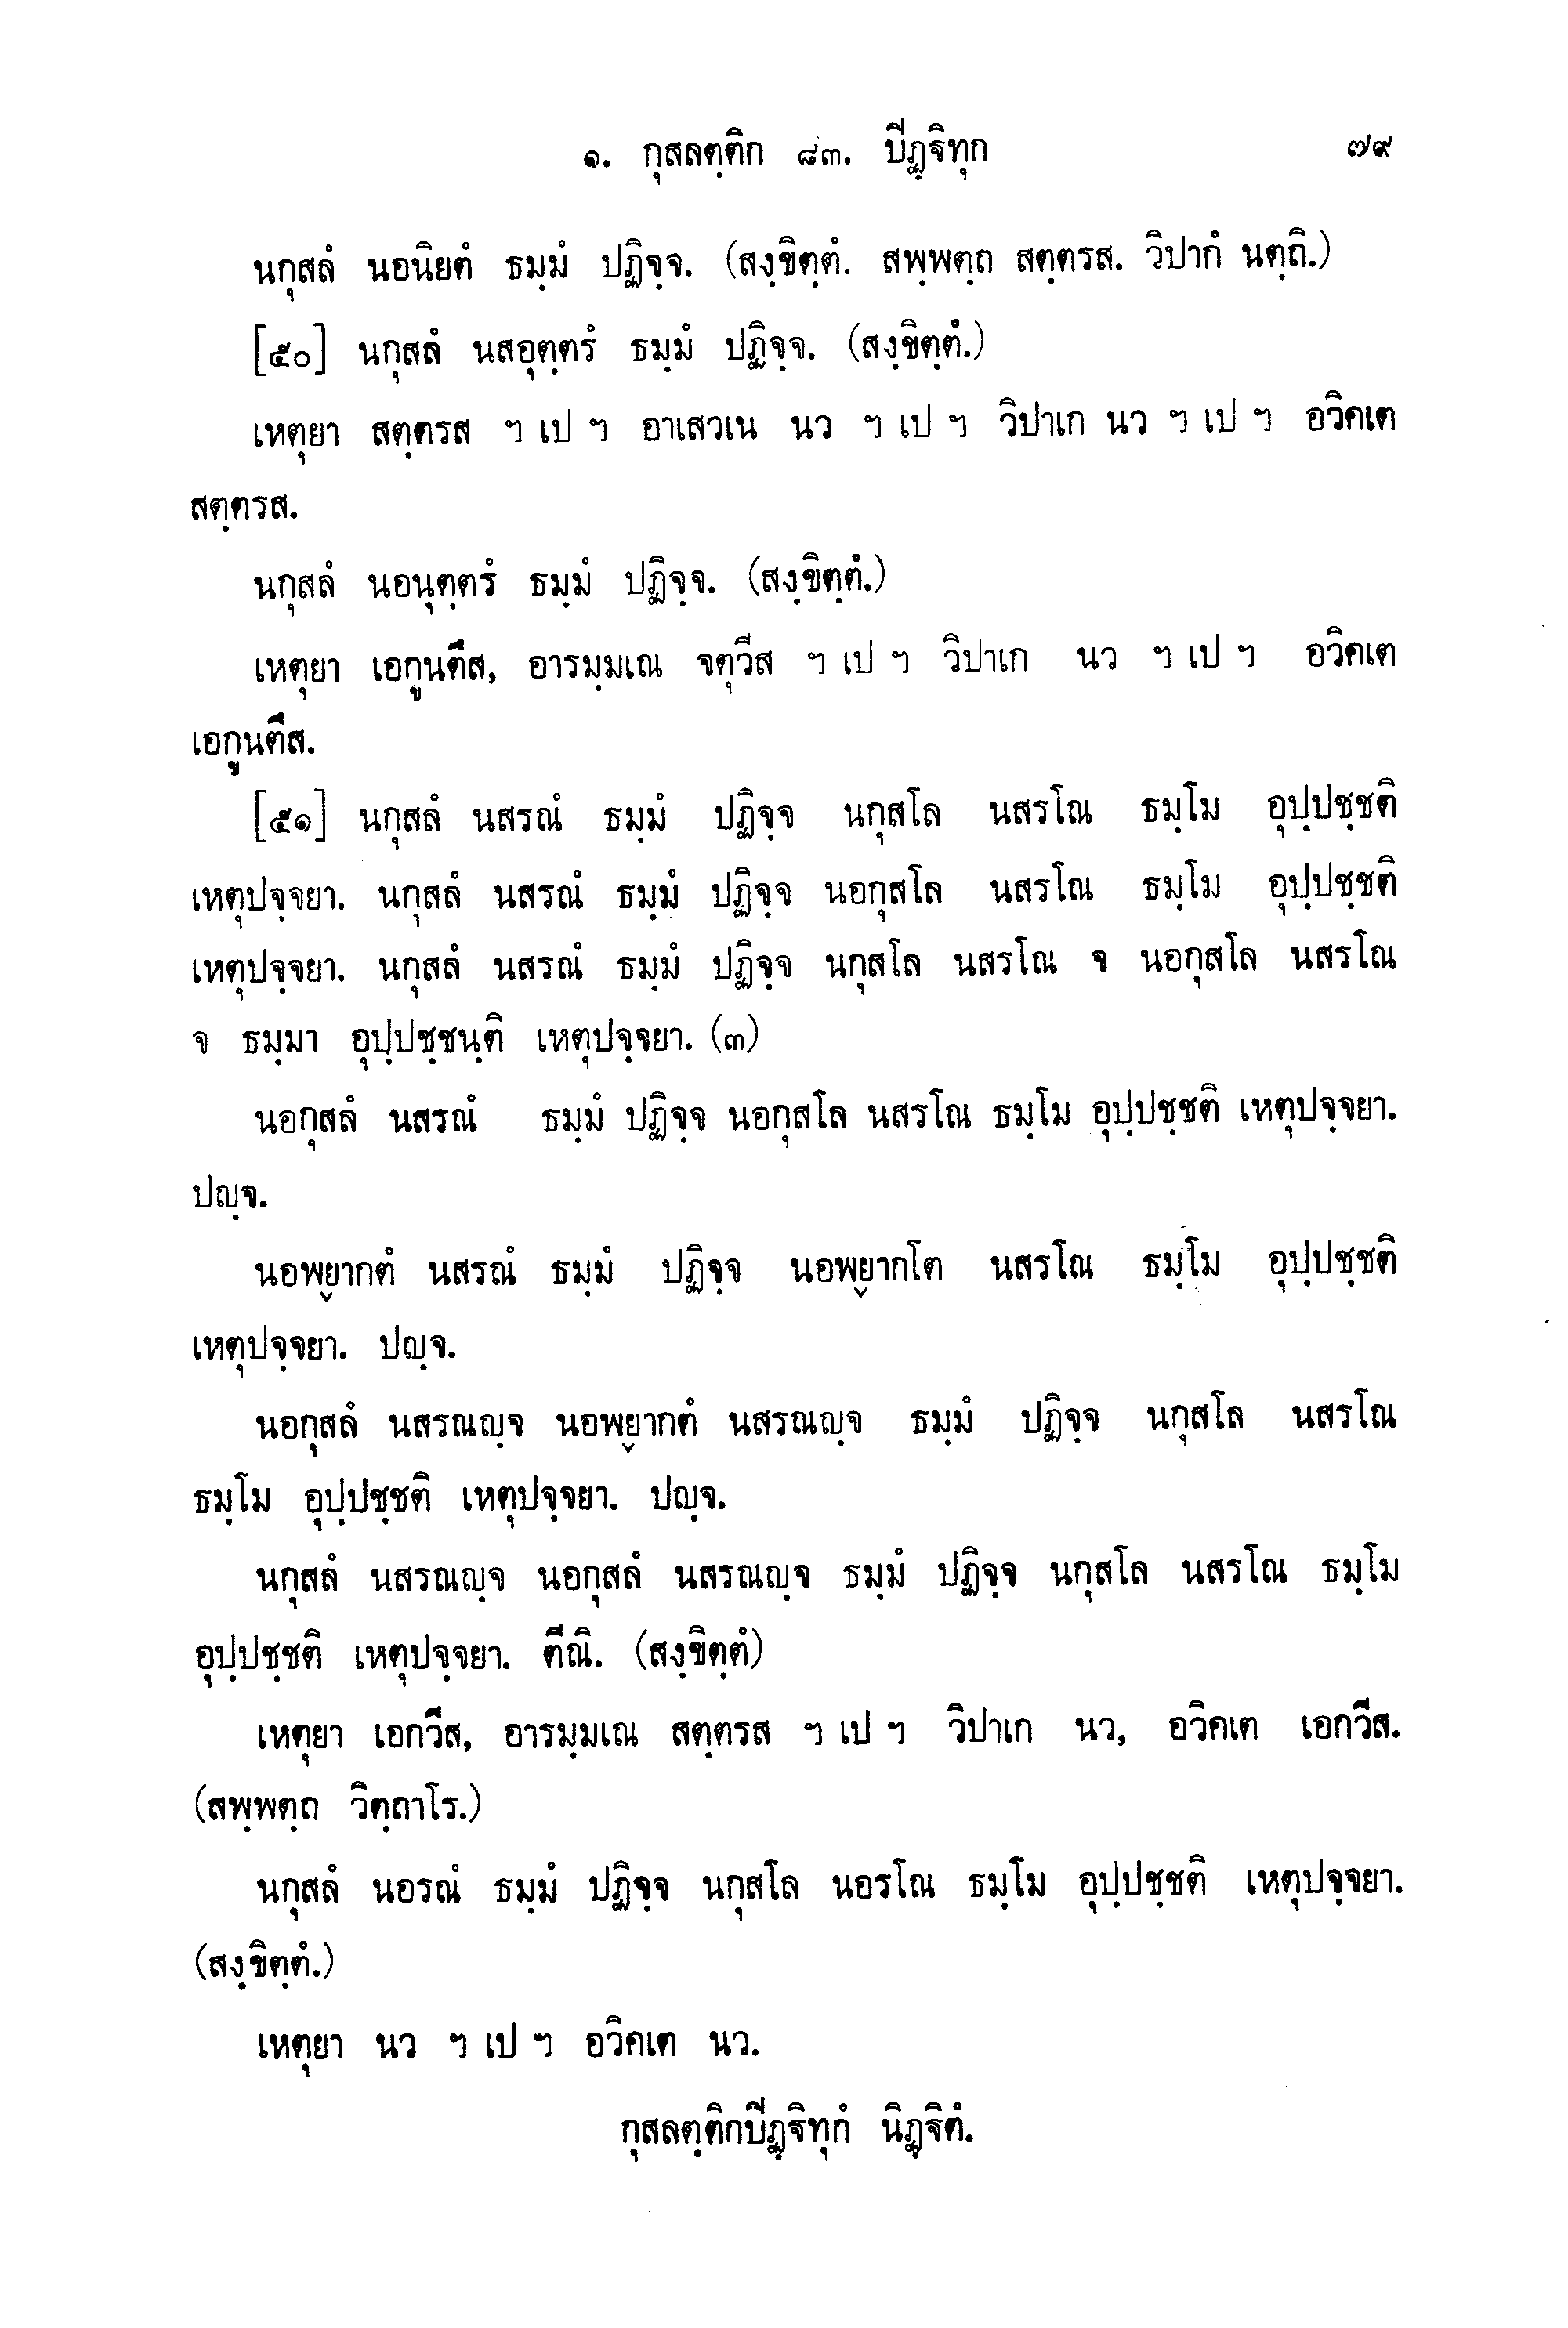 ๑. กุสลตฺติก ๘๓. ปีฏฺฐิทุก ๗๙
นกุสลํ นอนิยตํ ธมฺมํ ปฏิจฺจ. (สงฺขิตฺตํ. สพฺพตฺถ สตฺตรส. วิปากํ นตฺถิ.)
[๕๐] นกุสลํ นสอุตฺตรํ ธมฺมํ ปฏิจฺจ. (สงฺขิตฺตํ.)
เหตุยา สตฺตรส ฯ เป ฯ อาเสวเน นว ฯ เป ฯ วิปาเก นว ฯ เป ฯ อวิคเต
สตฺตรส.
นกุสลํ นอนุตฺตรํ ธมฺมํ ปฏิจฺจ. (สงฺขิตฺตํ.)
เหตุยา เอกูนตึส, อารมฺมเณ จตุวีส ฯ เป ฯ วิปาเก นว ฯ เป ฯ อวิคเต
เอกูนตึส.
[๕๑] นกุสลํ นสรณํ ธมฺมํ ปฏิจฺจ นกุสโล นสรโณ ธมฺโม อุปฺปชฺชติ
เหตุปจฺจยา. นกุสลํ นสรณํ ธมฺมํ ปฏิจฺจ นอกุสโล นสรโณ ธมฺโม อุปฺปชฺชติ
เหตุปจฺจยา. นกุสลํ นสรณํ ธมฺมํ ปฏิจฺจ นกุสโล นสรโณ จ นอกุสโล นสรโณ
จ ธมฺมา อุปฺปชฺชนฺติ เหตุปจฺจยา. (๓)
นอกุสลํ นสรณํ ธมฺมํ ปฏิจฺจ นอกุสโล นสรโณ ธมฺโม อุปฺปชฺชติ เหตุปจฺจยา.
ปญฺจ.
นอพฺยากตํ นสรณํ ธมฺมํ ปฏิจฺจ นอพฺยากโต นสรโณ ธมฺโม อุปฺปชฺชติ
เหตุปจฺจยา. ปญฺจ.
นอกุสลํ นสรณญฺจ นอพฺยากตํ นสรณญฺจ ธมฺมํ ปฏิจฺจ นกุสโล นสรโณ
ธมฺโม อุปฺปชฺชติ เหตุปจฺจยา. ปญฺจ.
นกุสลํ นสรณญฺจ นอกุสลํ นสรณญฺจ ธมฺมํ ปฏิจฺจ นกุสโล นสรโณ ธมฺโม
อุปฺปชฺชติ เหตุปจฺจยา. ตีณิ. (สงฺขิตฺตํ)
เหตุยา เอกวีส, อารมฺมเณ สตฺตรส ฯ เป ฯ วิปาเก นว, อวิคเต เอกวีส.
(สพฺพตฺถ วิตฺถาโร.)
นกุสลํ นอรณํ ธมฺมํ ปฏิจฺจ นกุสโล นอรโณ ธมฺโม อุปฺปชฺชติ เหตุปจฺจยา.
(สงฺขิตฺตํ.)
เหตุยา นว ฯ เป ฯ อวิคเต นว.
กุสลตฺติกปีฏฺฐิทุกํ นิฏฺฐิตํ.